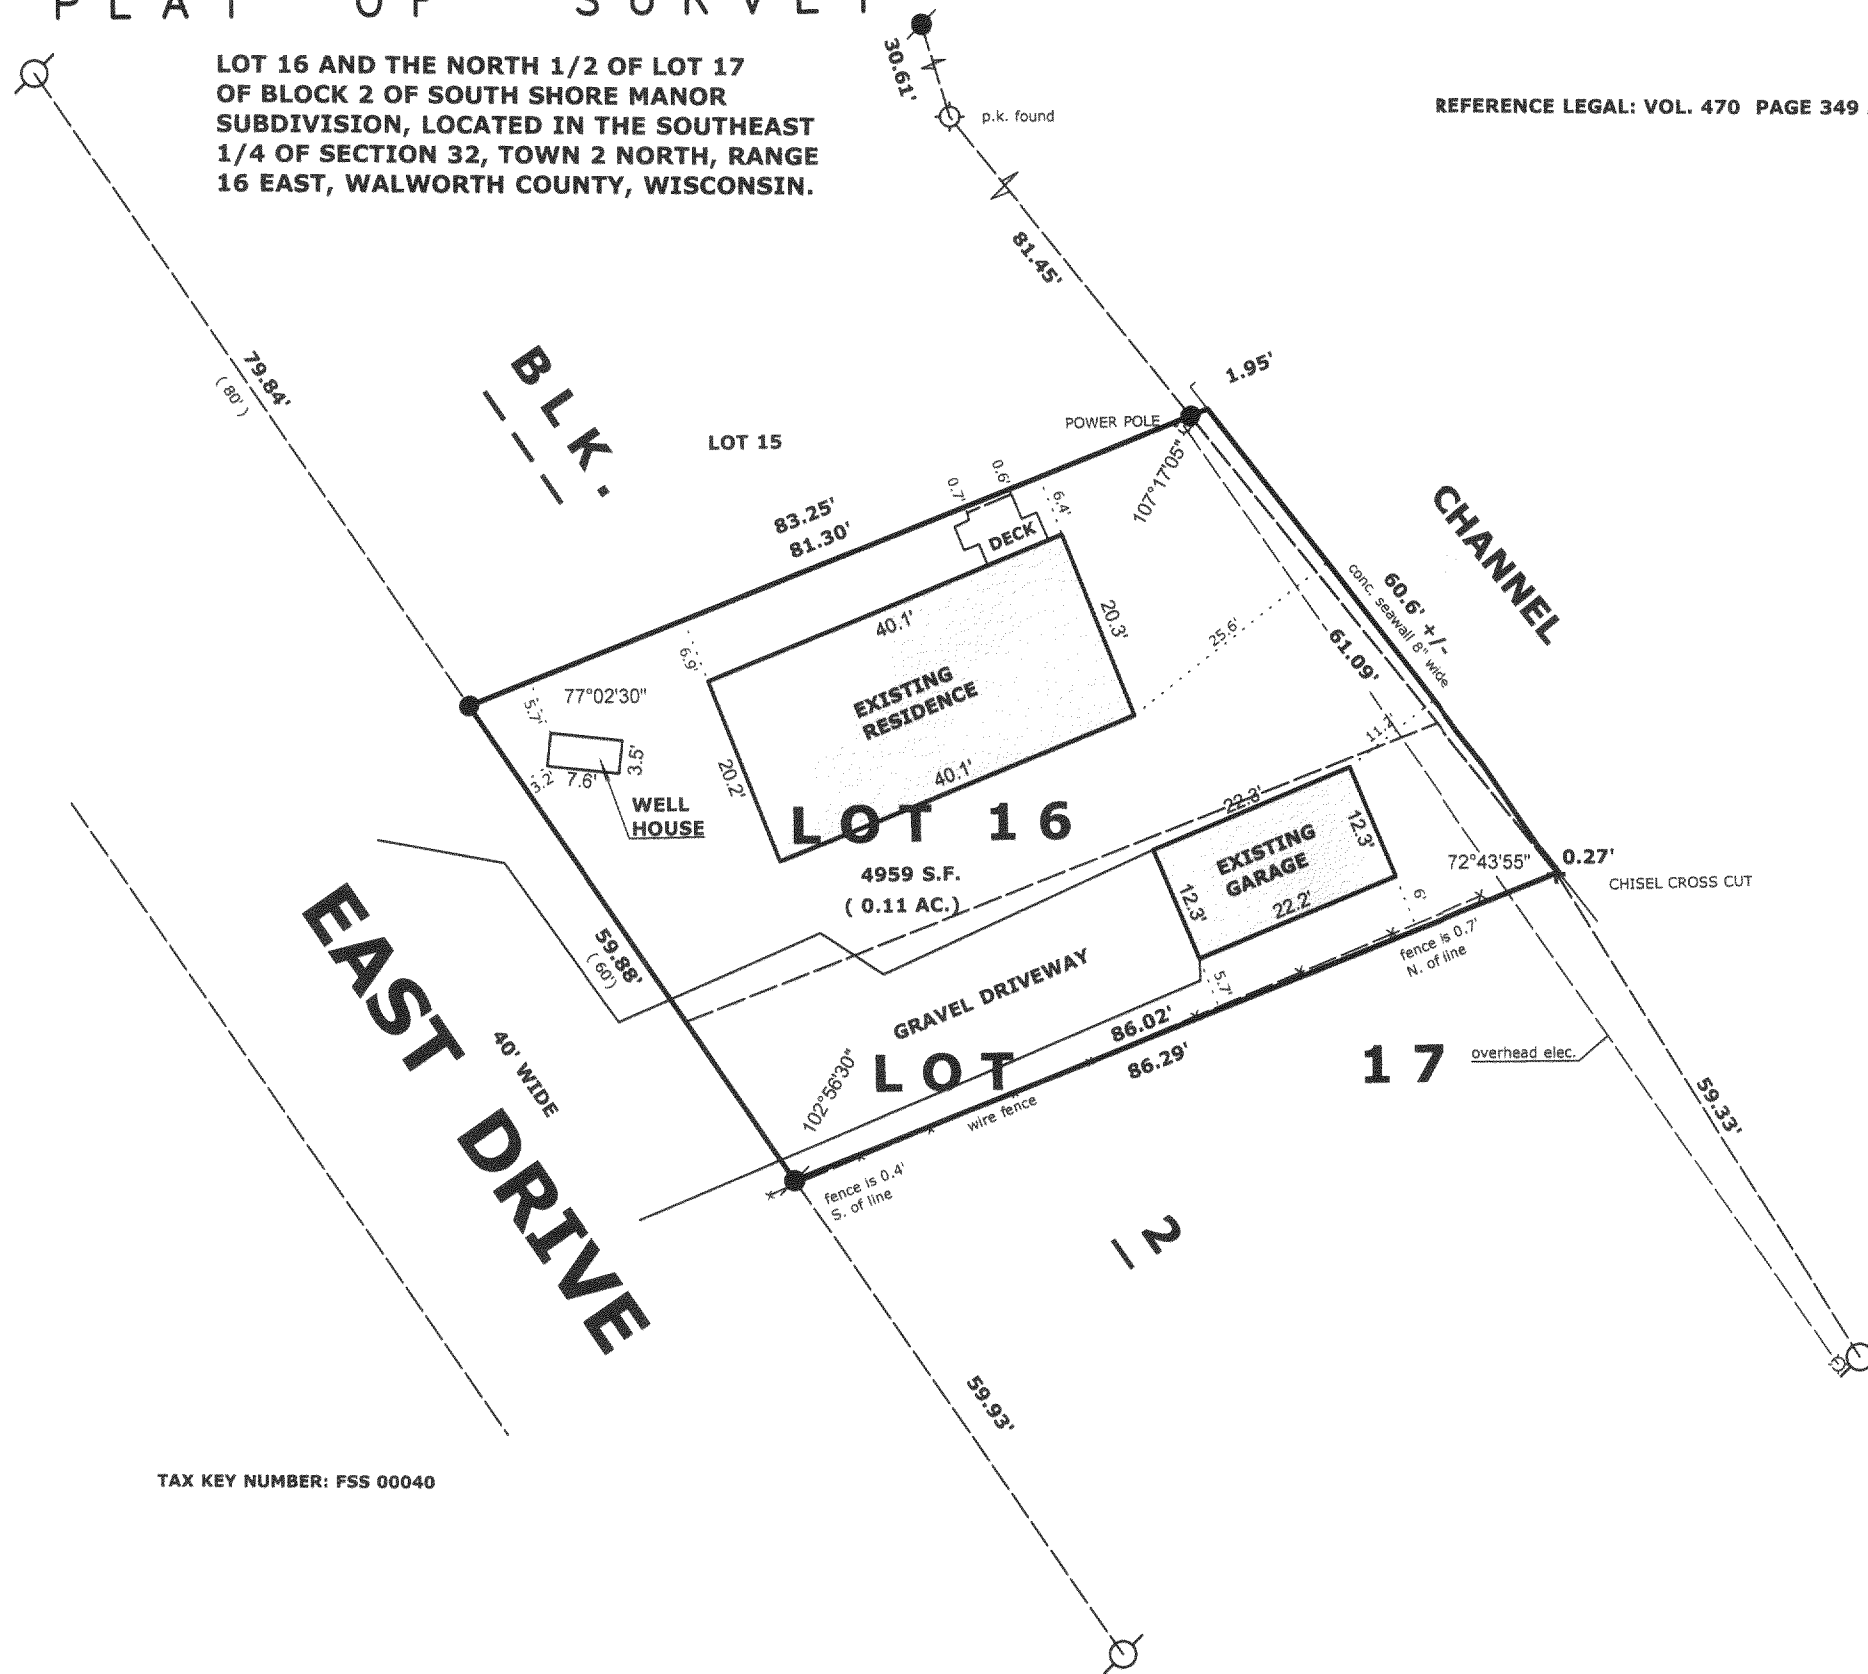 PLAT OF SURVEY
LOT 16 AND THE NORTH 1/2 OF LOT 17
OF BLOCK 2 OF SOUTH SHORE MANOR
SUBDIVISION, LOCATED IN THE SOUTHEAST
1/4 OF SECTION 32, TOWN 2 NORTH, RANGE
16 EAST, WALWORTH COUNTY, WISCONSIN.
30.61'
p.k. found
REFERENCE LEGAL: VOL. 470 PAGE 349
81.45'
79.84'
( 80' )
BLK.
LOT 15
1.95'
POWER POLE
107°17'05"
83.25'
81.30'
0.7'
0.6'
6.4'
DECK
CHANNEL
60.6' +/-
conc. seawall 8" wide
61.09'
40.1'
20.3'
25.6'
6.9'
EXISTING
RESIDENCE
77°02'30"
5.7'
3.5'
3.2'
7.6'
WELL
HOUSE
20.2'
40.1'
11.2'
LOT 16
4959 S.F.
( 0.11 AC.)
22.3'
12.3'
EXISTING
GARAGE
12.3'
22.2'
72°43'55"
0.27'
CHISEL CROSS CUT
6'
fence is 0.7'
N. of line
59.88'
( 60')
EAST DRIVE
40' WIDE
GRAVEL DRIVEWAY
5.7'
86.02'
86.29'
LOT 17
overhead elec.
102°56'30"
wire fence
fence is 0.4'
S. of line
59.33'
2
59.93'
TAX KEY NUMBER: FSS 00040